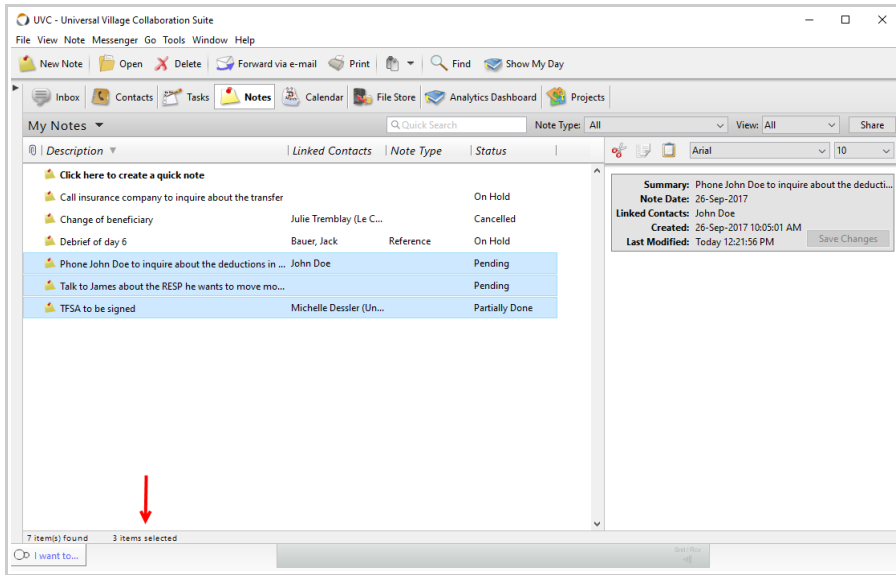 UVC - Universal Village Collaboration Suite
File View Note Messenger Go Tools Window Help
New Note Open Delete Forward via e-mail Print Find Show My Day
Inbox Contacts Tasks Notes Calendar File Store Analytics Dashboard Projects
My Notes Quick Search Note Type: All View: All Share
Description Linked Contacts Note Type Status Arial 10
Click here to create a quick note
Call insurance company to inquire about the transfer On Hold
Change of beneficiary Julie Tremblay (Le C... Cancelled
Debrief of day 6 Bauer, Jack Reference On Hold
Phone John Doe to inquire about the deductions in ... John Doe Pending
Talk to James about the RESP he wants to move mo... Pending
TFSA to be signed Michelle Dessler (Un... Partially Done
Summary: Phone John Doe to inquire about the deducti...
Note Date: 26-Sep-2017
Linked Contacts: John Doe
Created: 26-Sep-2017 10:05:01 AM
Last Modified: Today 12:21:56 PM Save Changes
7 item(s) found 3 items selected
I want to...